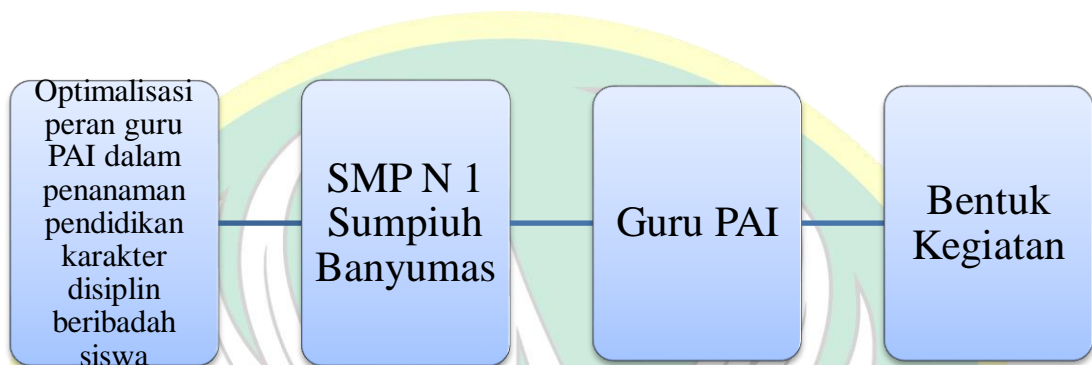 Optimalisasi
peran guru
PAI dalam
penanaman
pendidikan
karakter
disiplin
beribadah
siswa
SMP N 1
Sumpiuh
Banyumas
Guru PAI
Bentuk
Kegiatan